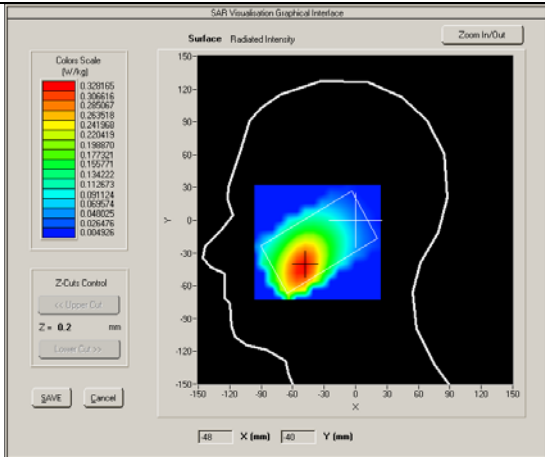 SAR Visualisation Graphical Interface
Surface Radiated Intensity
Zoom In/Out
Colors Scale
(W/kg)
0.328165
0.306616
0.285067
0.263518
0.241968
0.220419
0.198870
0.177321
0.155771
0.134222
0.112673
0.091124
0.069574
0.048025
0.026476
0.004926
Z-Cuts Control
<< Upper Cut
Z = 0.2 mm
Lower Cut >>
SAVE Cancel
Y
150
120
90
60
30
0
-30
-60
-90
-120
-150
-150 -120 -90 -60 -30 0 30 60 90 120 150
X
-48 X (mm) -40 Y (mm)